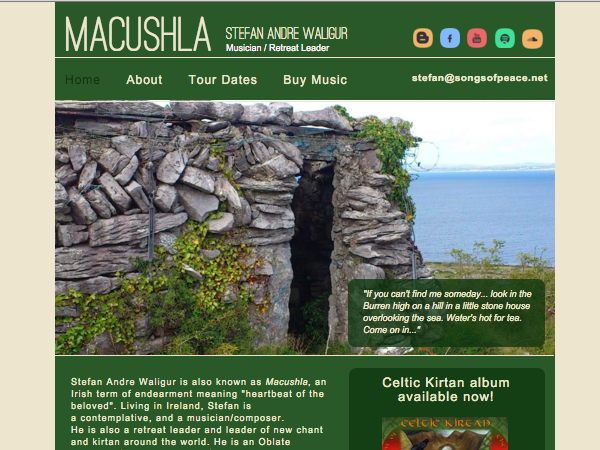 MACUSHLA
STEFAN ANDRE WALIGUR
Musician / Retreat Leader
Home About Tour Dates Buy Music
stefan@songsofpeace.net
"If you can't find me someday... look in the
Burren high on a hill in a little stone house
overlooking the sea. Water's hot for tea.
Come on in..."
Stefan Andre Waligur is also known as Macushla, an
Irish term of endearment meaning "heartbeat of the
beloved". Living in Ireland, Stefan is
a contemplative, and a musician/composer.
He is also a retreat leader and leader of new chant
and kirtan around the world. He is an Oblate
Celtic Kirtan album
available now!
CELTIC KIRTAN